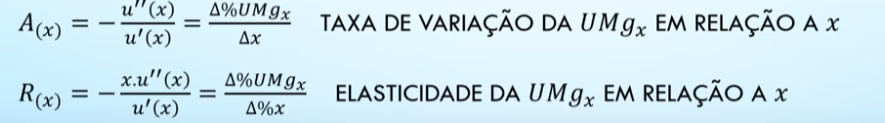 A(x) = − u''(x)/u'(x) = Δ%UMgx/Δx TAXA DE VARIAÇÃO DA UMgx EM RELAÇÃO A x
R(x) = − x.u''(x)/u'(x) = Δ%UMgx/Δ%x ELASTICIDADE DA UMgx EM RELAÇÃO A x